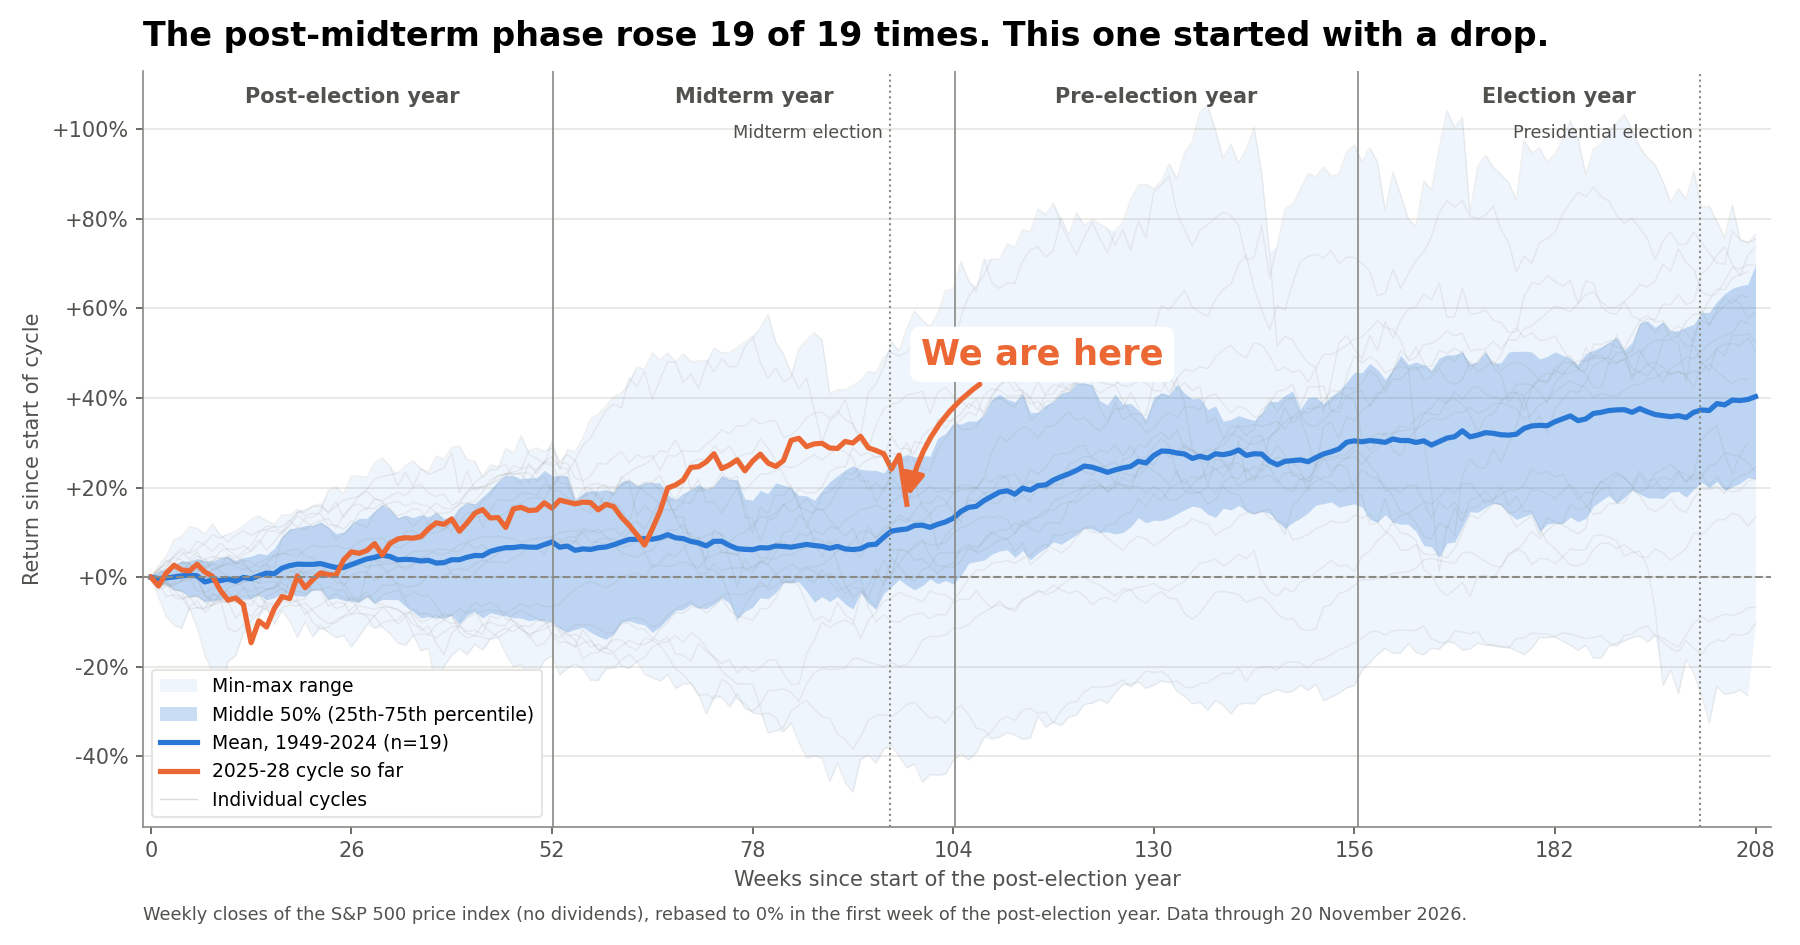 The post-midterm phase rose 19 of 19 times. This one started with a drop.
Post-election year
Midterm year
Pre-election year
Election year
Midterm election
Presidential election
+100%
+80%
+60%
+40%
+20%
+0%
-20%
-40%
Return since start of cycle
We are here
Min-max range
Middle 50% (25th-75th percentile)
Mean, 1949-2024 (n=19)
2025-28 cycle so far
Individual cycles
0 26 52 78 104 130 156 182 208
Weeks since start of the post-election year
Weekly closes of the S&P 500 price index (no dividends), rebased to 0% in the first week of the post-election year. Data through 20 November 2026.